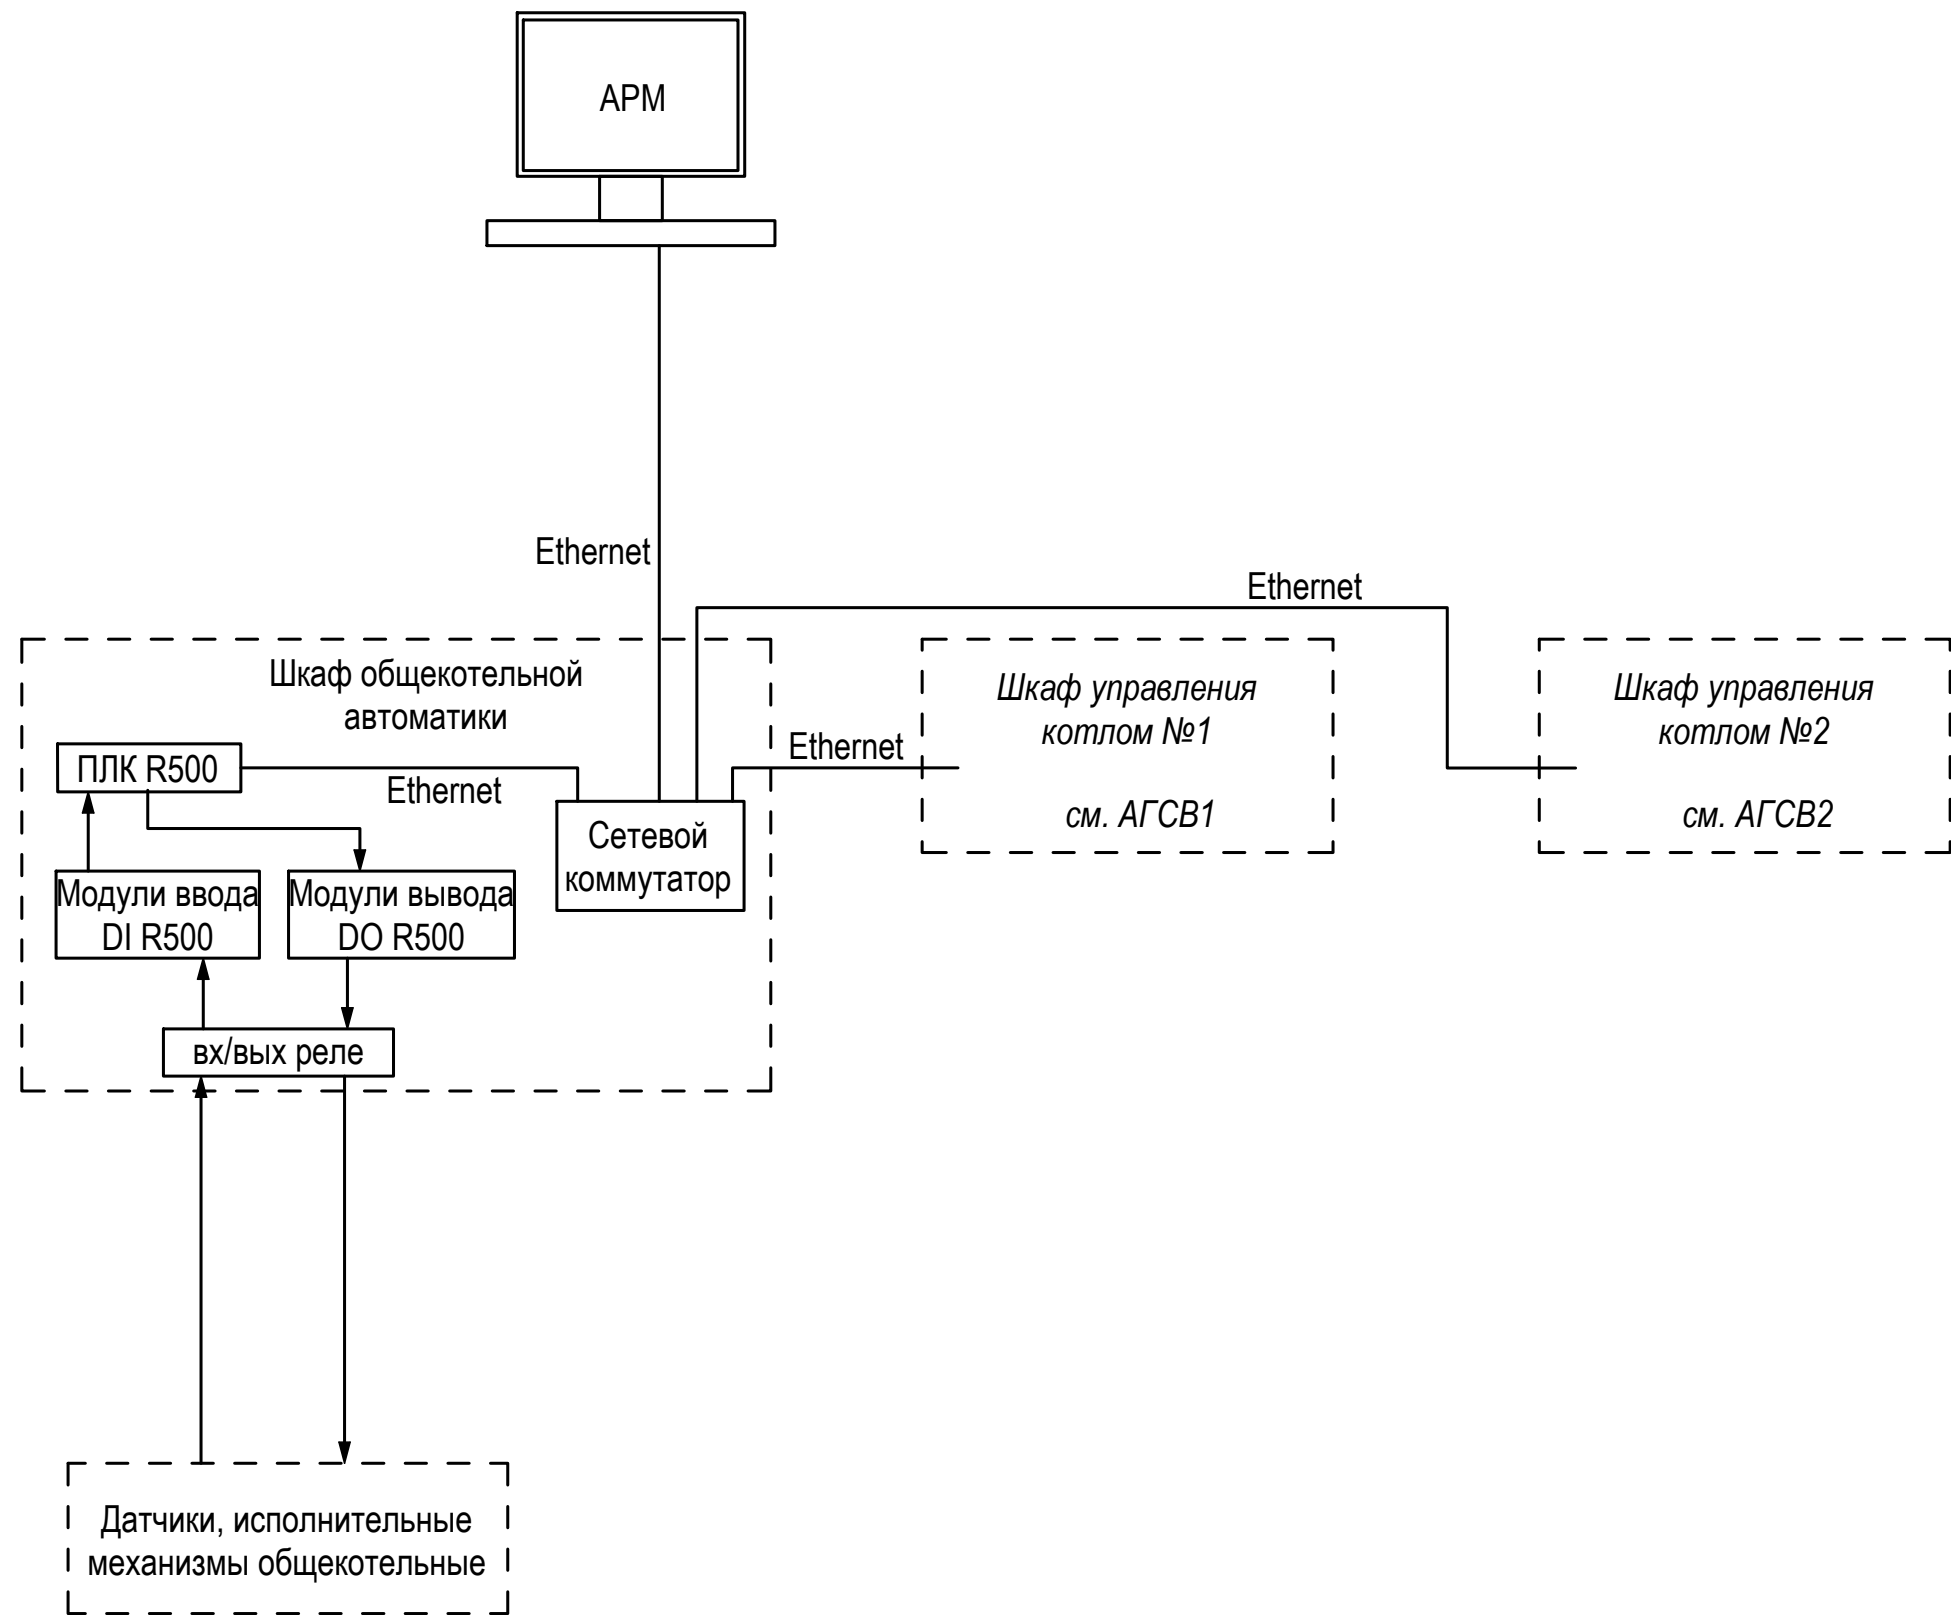 АРМ
Ethernet
Ethernet
Шкаф общекотельной
автоматики
ПЛК R500
Ethernet
Ethernet
Сетевой
коммутатор
Модули ввода
DI R500
Модули вывода
DO R500
вх/вых реле
Шкаф управления
котлом №1
см. АГСВ1
Шкаф управления
котлом №2
см. АГСВ2
Датчики, исполнительные
механизмы общекотельные